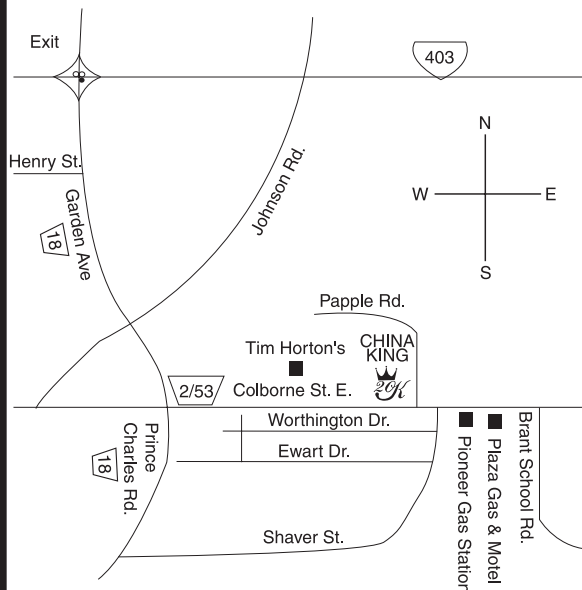 Exit
403
Henry St.
Johnson Rd.
Garden Ave
18
N
W
E
S
Papple Rd.
Tim Horton's
CHINA
KING
20K
2/53
Colborne St. E.
Worthington Dr.
Ewart Dr.
Prince
Charles Rd.
18
Shaver St.
Pioneer Gas Station
Plaza Gas & Motel
Brant School Rd.